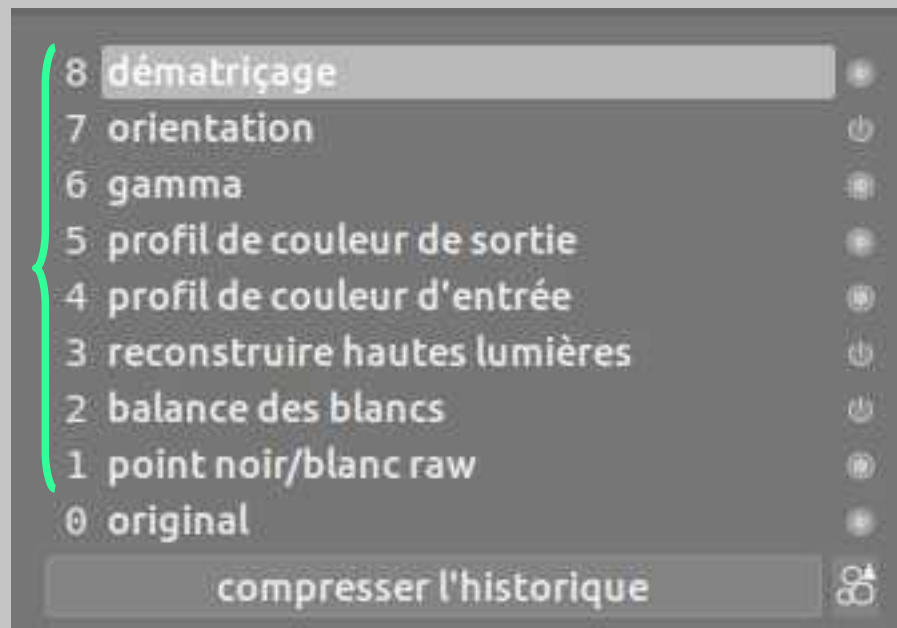 8 dématriçage
7 orientation
6 gamma
5 profil de couleur de sortie
4 profil de couleur d'entrée
3 reconstruire hautes lumières
2 balance des blancs
1 point noir/blanc raw
0 original
compresser l'historique